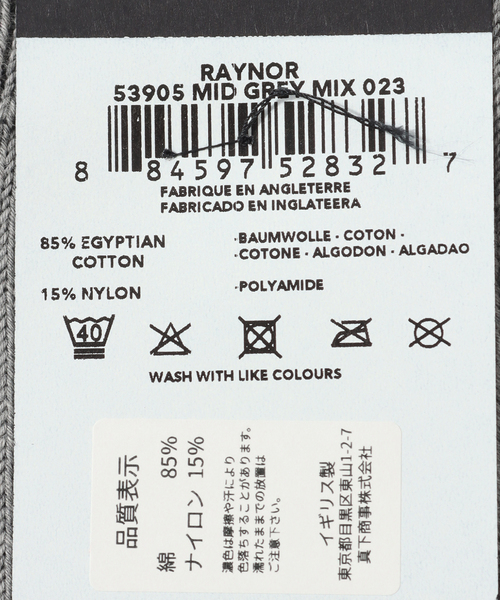 RAYNOR
53905 MID GREY MIX 023
8 84597 52832 7
FABRIQUE EN ANGLETERRE
FABRICADO EN INGLATEERA
85% EGYPTIAN
COTTON
·BAUMWOLLE · COTON ·
·COTONE · ALGODON · ALGADAO
15% NYLON
·POLYAMIDE
40
WASH WITH LIKE COLOURS
品質表示
綿 85%
ナイロン 15%
濃色は摩擦や汗により
色落ちすることがあります。
濡れたままでの放置は
ご注意下さい。
イギリス製
東京都目黒区東山1-2-7
真下商事株式会社